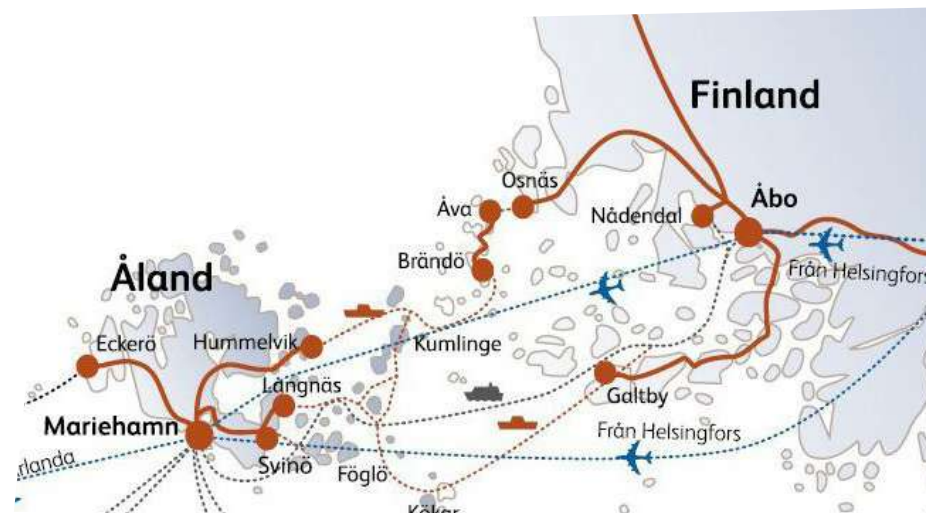 Finland
Osnäs
Åbo
Åva
Nådendal
Brändö
Från Helsingfors
Åland
Eckerö
Hummelvik
Kumlinge
Långnäs
Galtby
Mariehamn
Från Helsingfors
Svinö
Föglö